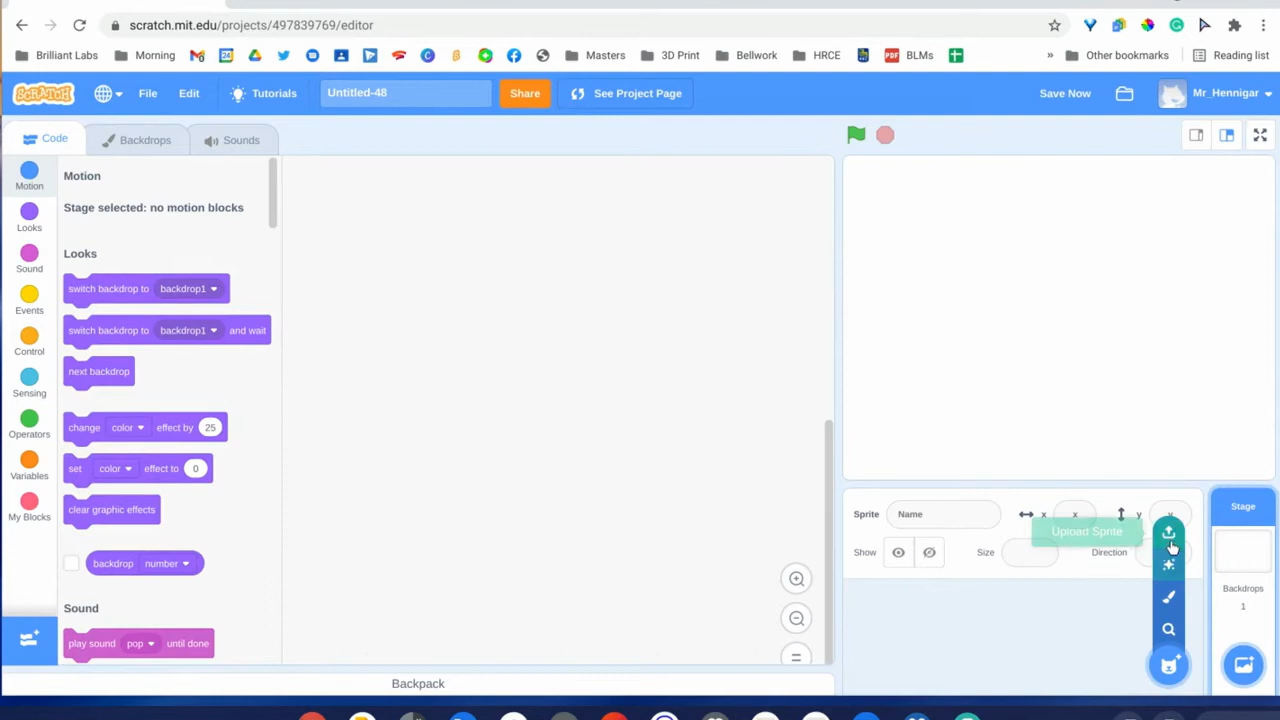 scratch.mit.edu/projects/497839769/editor
Brilliant Labs Morning Masters 3D Print Bellwork HRCE PDF BLMs » Other bookmarks Reading list
SCRATCH File Edit Tutorials Untitled-48 Share See Project Page Save Now Mr_Hennigar
Code Backdrops Sounds
Motion
Looks
Sound
Events
Control
Sensing
Operators
Variables
My Blocks
Motion
Stage selected: no motion blocks
Looks
switch backdrop to backdrop1
switch backdrop to backdrop1 and wait
next backdrop
change color effect by 25
set color effect to 0
clear graphic effects
backdrop number
Sound
play sound pop until done
Backpack
Sprite Name x x y y
Upload Sprite
Show Size Direction
Stage
Backdrops
1